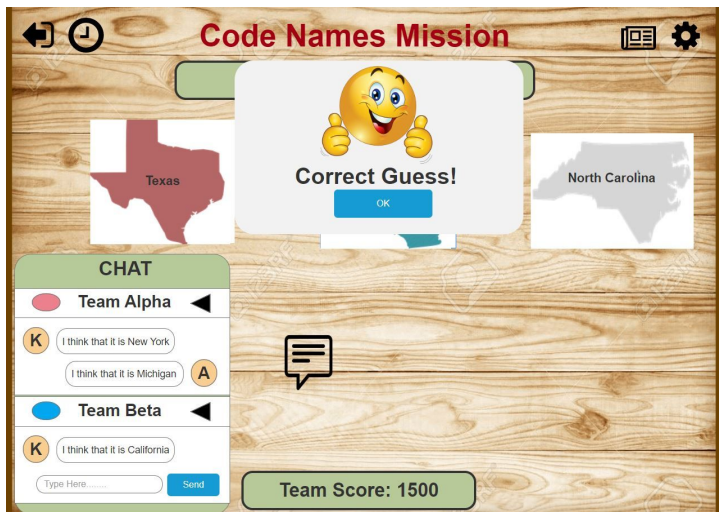 Code Names Mission
Correct Guess!
OK
Texas
North Carolina
CHAT
Team Alpha
K
I think that it is New York
I think that it is Michigan
A
Team Beta
K
I think that it is California
Type Here........
Send
Team Score: 1500
123RF